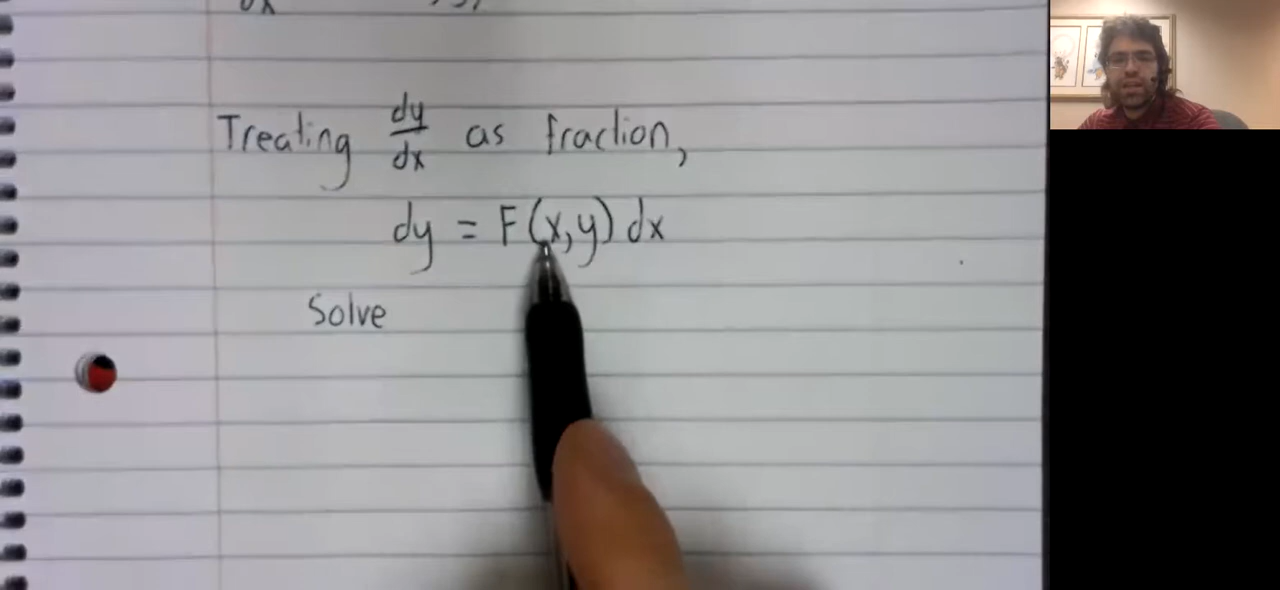 Treating dy/dx as fraction,
dy = F(x,y) dx
Solve